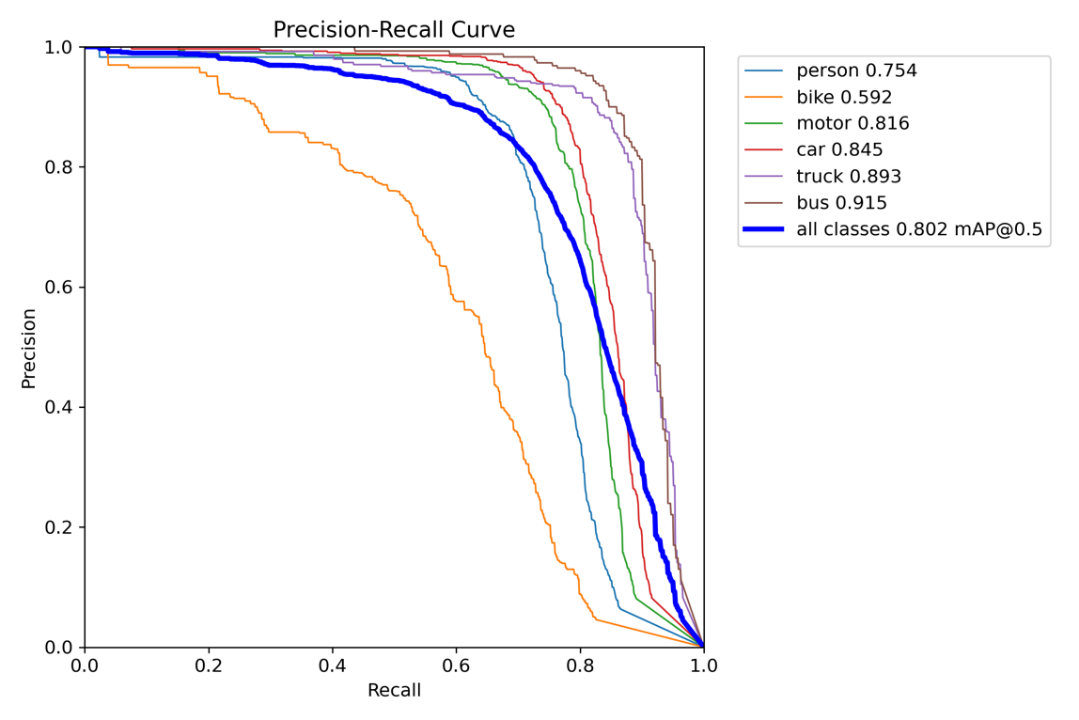 Precision-Recall Curve
1.0
0.8
0.6
0.4
0.2
0.0
Precision
0.0 0.2 0.4 0.6 0.8 1.0
Recall
person 0.754
bike 0.592
motor 0.816
car 0.845
truck 0.893
bus 0.915
all classes 0.802 mAP@0.5